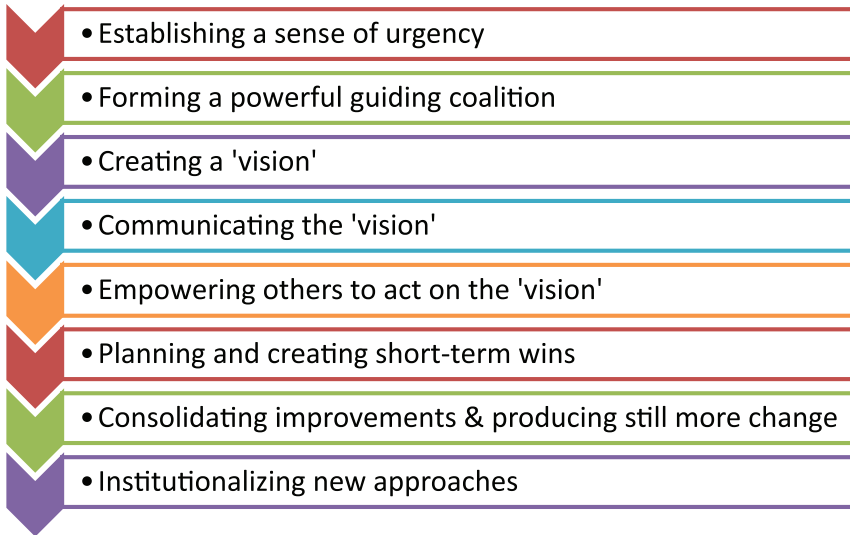 • Establishing a sense of urgency
• Forming a powerful guiding coalition
• Creating a 'vision'
• Communicating the 'vision'
• Empowering others to act on the 'vision'
• Planning and creating short-term wins
• Consolidating improvements & producing still more change
• Institutionalizing new approaches